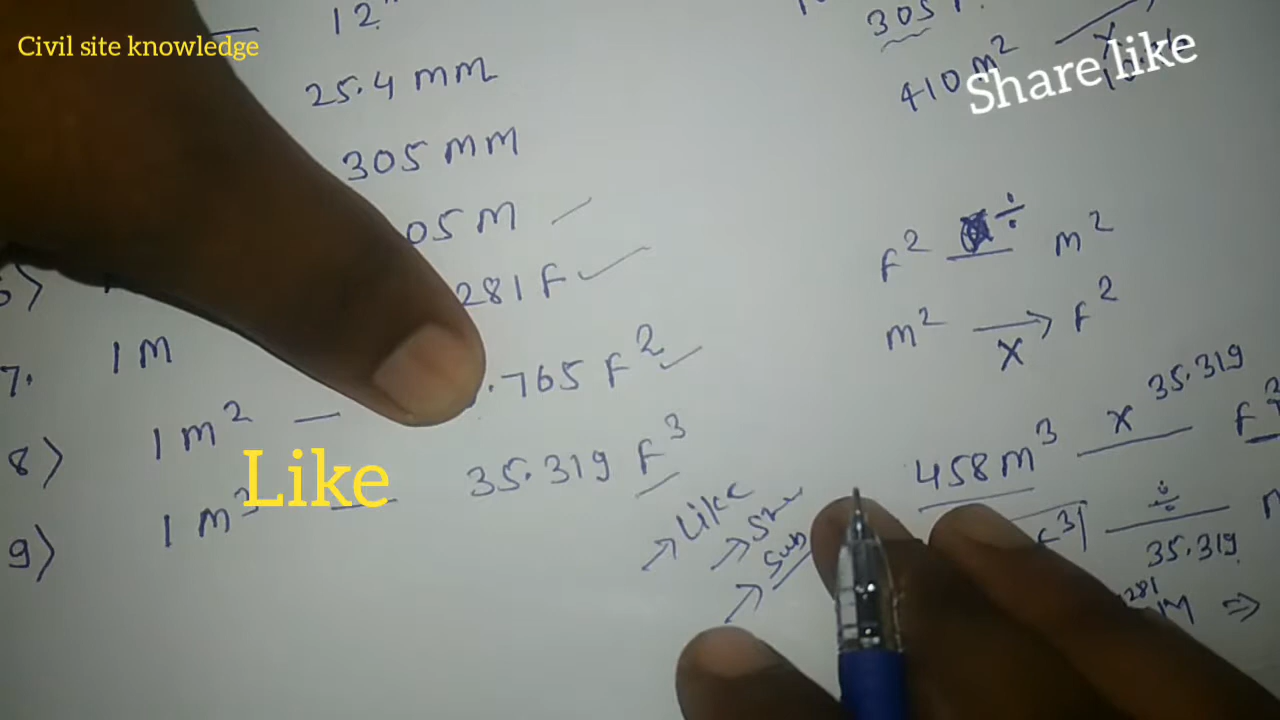 Civil site knowledge
Share like
Like
12"
25.4 mm
305 mm
05 M
281 F
7. 1 M
8) 1 m² — .765 F²
9) 1 m³ — 35.319 F³
→ Like
→ Share
→ Sub
305
410 m² X
F² ÷ m²
m² → F²
X
458 m³ X 35.319 F³
÷ 35.319
281
M ⇒